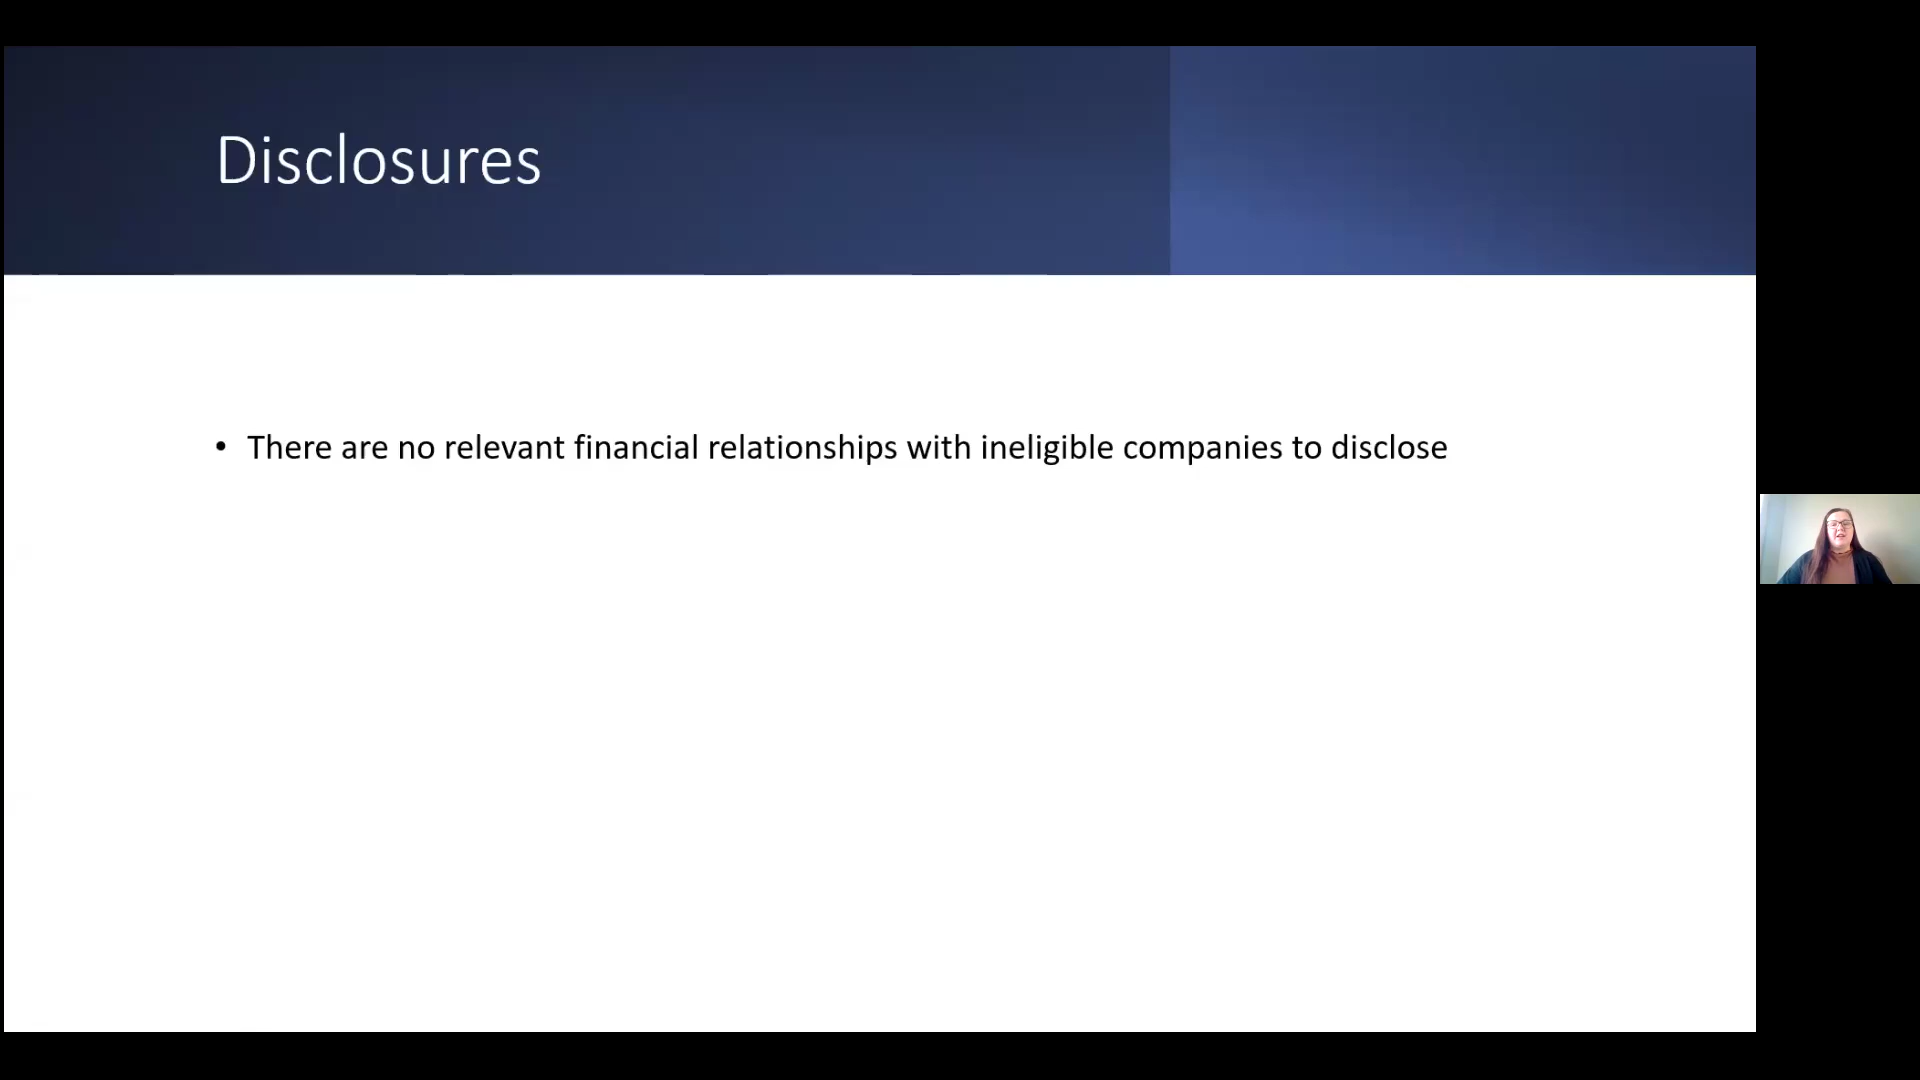 Disclosures
• There are no relevant financial relationships with ineligible companies to disclose